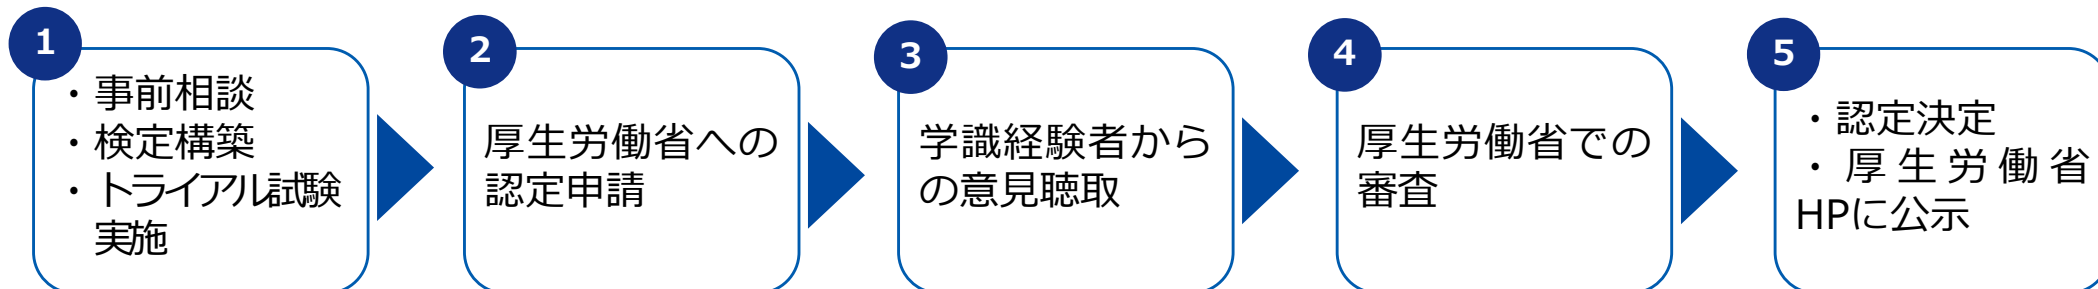 1
・事前相談
・検定構築
・トライアル試験
実施
2
厚生労働省への
認定申請
3
学識経験者から
の意見聴取
4
厚生労働省での
審査
5
・認定決定
・厚生労働省
HPに公示